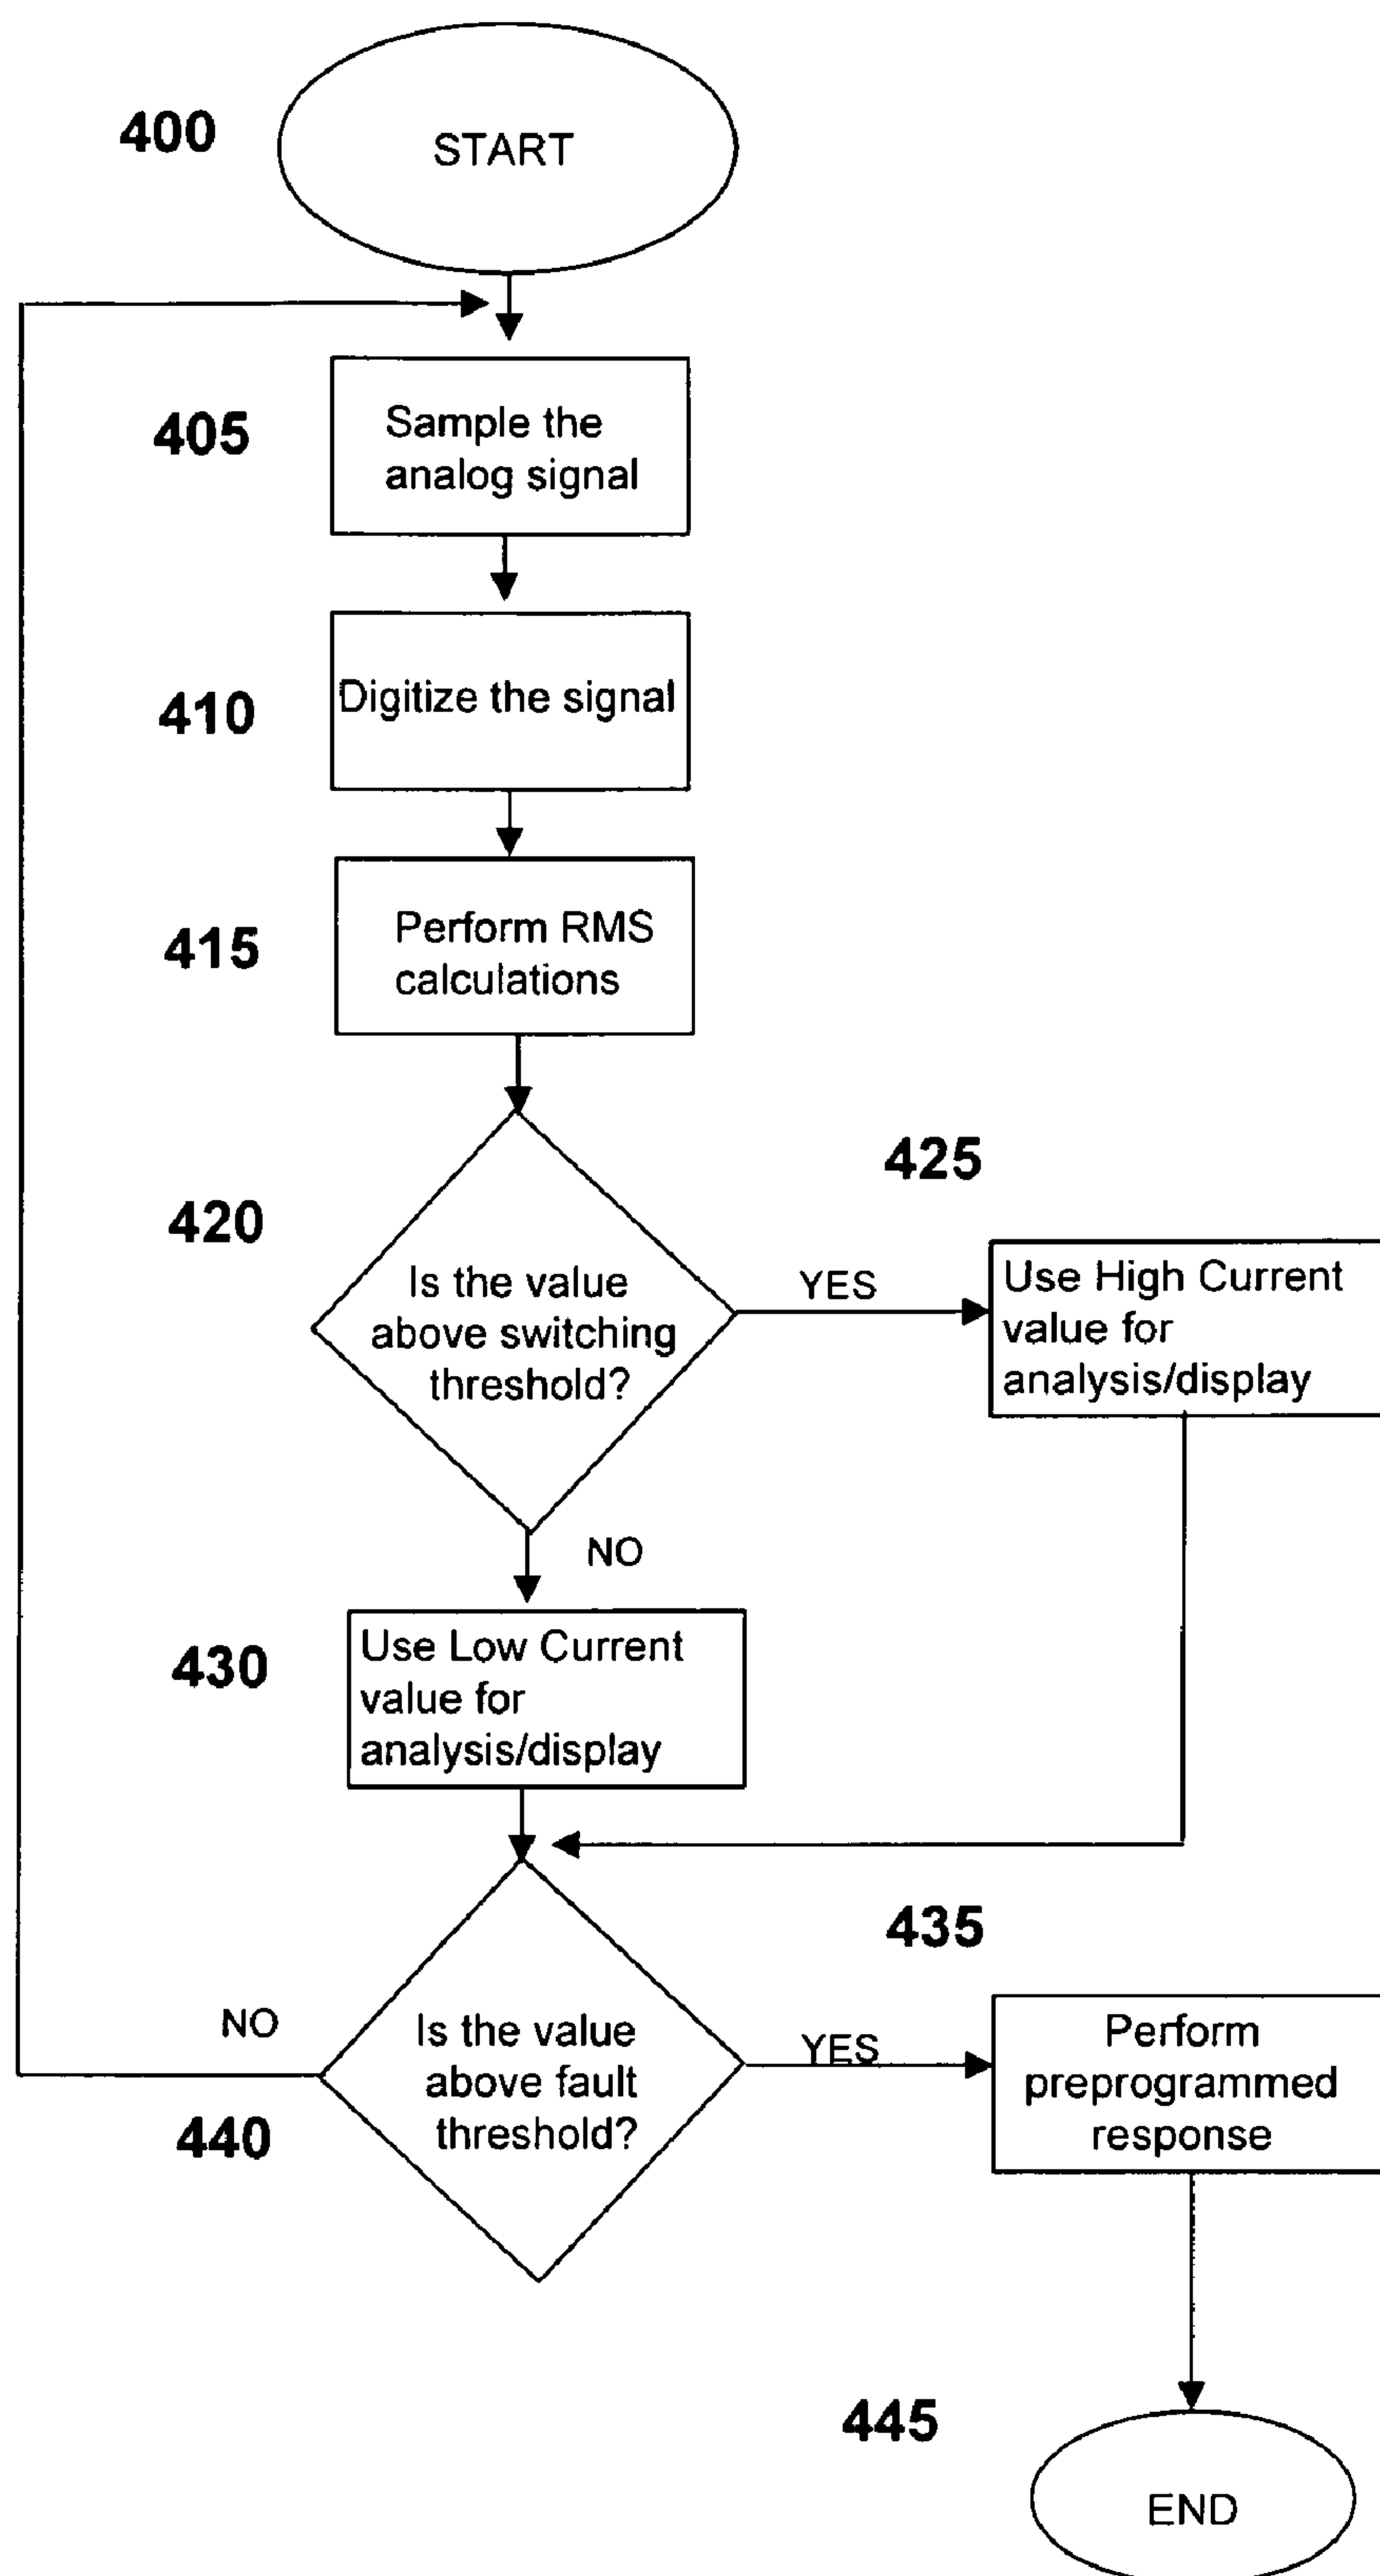 400
START
405
Sample the
analog signal
410
Digitize the signal
415
Perform RMS
calculations
420
Is the value
above switching
threshold?
YES
425
Use High Current
value for
analysis/display
NO
430
Use Low Current
value for
analysis/display
440
Is the value
above fault
threshold?
NO
YES
435
Perform
preprogrammed
response
445
END